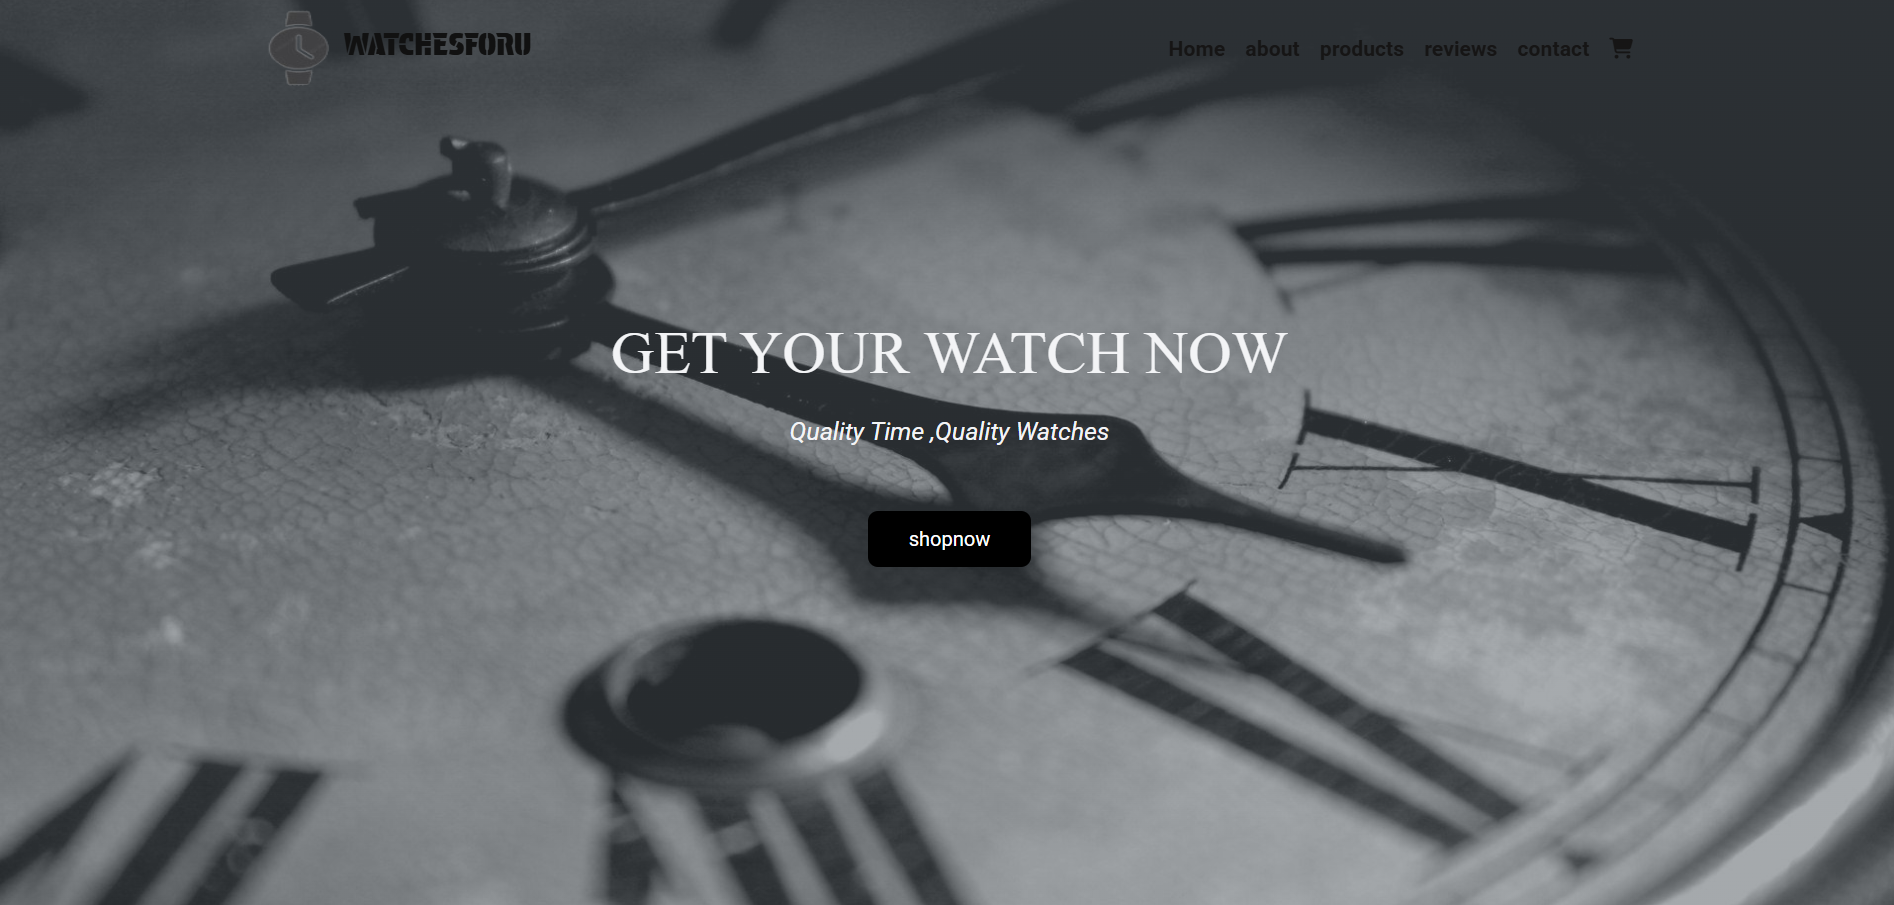 WATCHESFORU
Home about products reviews contact
GET YOUR WATCH NOW
Quality Time ,Quality Watches
shopnow